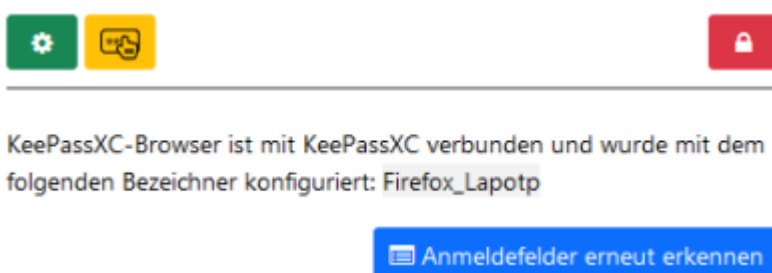 KeePassXC-Browser ist mit KeePassXC verbunden und wurde mit dem
folgenden Bezeichner konfiguriert: Firefox_Lapotp
Anmeldefelder erneut erkennen